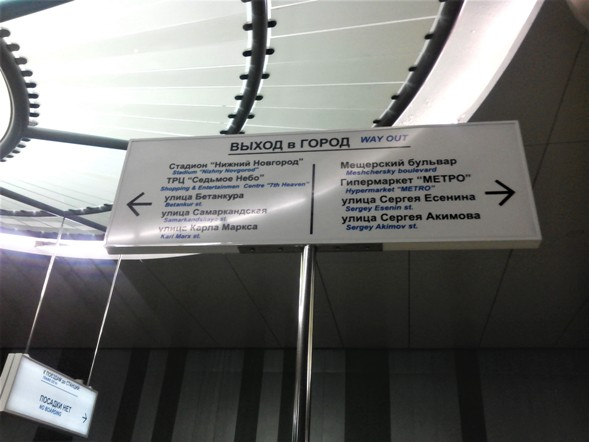 ВЫХОД в ГОРОД WAY OUT
Стадион "Нижний Новгород"
Stadium "Nizhny Novgorod"
ТРЦ "Седьмое Небо"
Shopping & Entertainmen Centre "7th Heaven"
улица Бетанкура
Betankur st.
улица Самаркандская
Samarkandskaya st.
улица Карла Маркса
Karl Marx st.
Мещерский бульвар
Meshchersky boulevard
Гипермаркет "МЕТРО"
Hypermarket "METRO"
улица Сергея Есенина
Sergey Esenin st.
улица Сергея Акимова
Sergey Akimov st.
ПОСАДКИ НЕТ
NO BOARDING